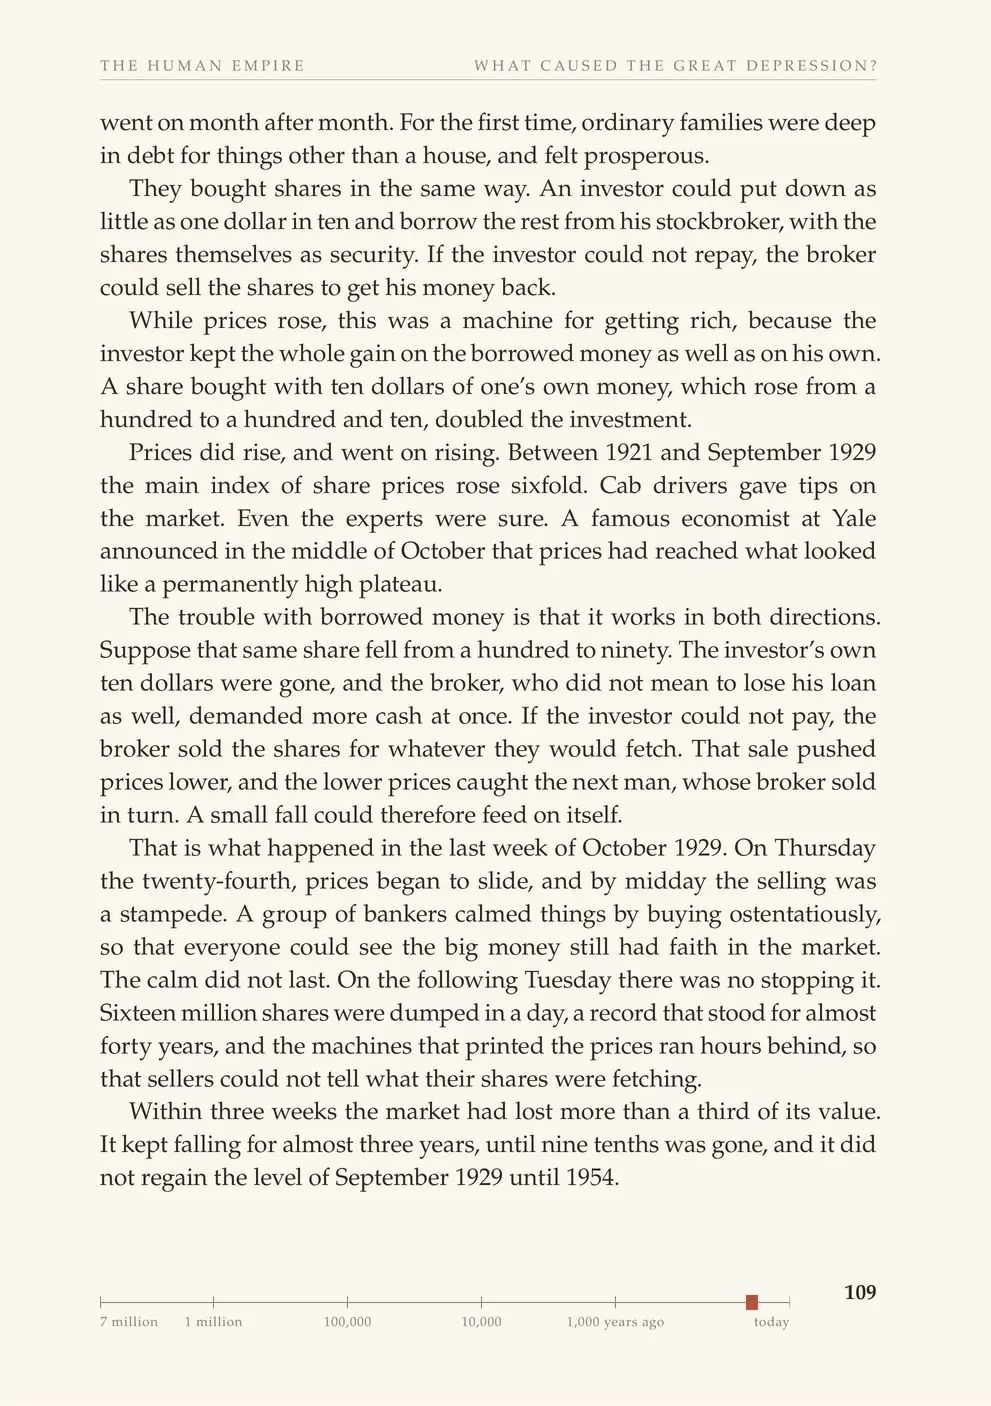 THE HUMAN EMPIRE
WHAT CAUSED THE GREAT DEPRESSION?
went on month after month. For the first time, ordinary families were deep
in debt for things other than a house, and felt prosperous.
They bought shares in the same way. An investor could put down as
little as one dollar in ten and borrow the rest from his stockbroker, with the
shares themselves as security. If the investor could not repay, the broker
could sell the shares to get his money back.
While prices rose, this was a machine for getting rich, because the
investor kept the whole gain on the borrowed money as well as on his own.
A share bought with ten dollars of one’s own money, which rose from a
hundred to a hundred and ten, doubled the investment.
Prices did rise, and went on rising. Between 1921 and September 1929
the main index of share prices rose sixfold. Cab drivers gave tips on
the market. Even the experts were sure. A famous economist at Yale
announced in the middle of October that prices had reached what looked
like a permanently high plateau.
The trouble with borrowed money is that it works in both directions.
Suppose that same share fell from a hundred to ninety. The investor’s own
ten dollars were gone, and the broker, who did not mean to lose his loan
as well, demanded more cash at once. If the investor could not pay, the
broker sold the shares for whatever they would fetch. That sale pushed
prices lower, and the lower prices caught the next man, whose broker sold
in turn. A small fall could therefore feed on itself.
That is what happened in the last week of October 1929. On Thursday
the twenty-fourth, prices began to slide, and by midday the selling was
a stampede. A group of bankers calmed things by buying ostentatiously,
so that everyone could see the big money still had faith in the market.
The calm did not last. On the following Tuesday there was no stopping it.
Sixteen million shares were dumped in a day, a record that stood for almost
forty years, and the machines that printed the prices ran hours behind, so
that sellers could not tell what their shares were fetching.
Within three weeks the market had lost more than a third of its value.
It kept falling for almost three years, until nine tenths was gone, and it did
not regain the level of September 1929 until 1954.
109
7 million 1 million 100,000 10,000 1,000 years ago today